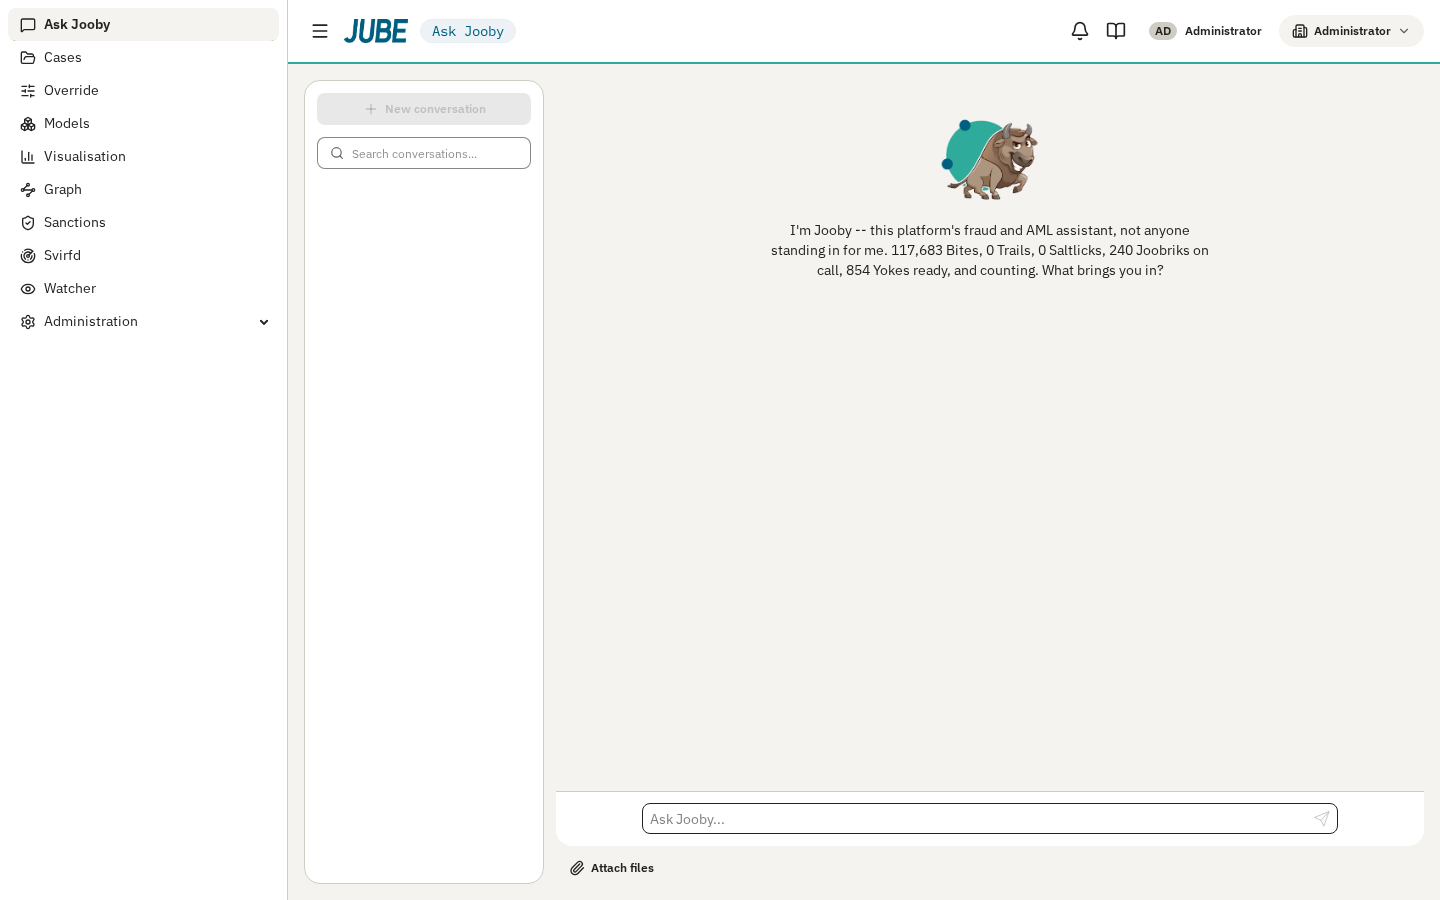 Ask Jooby
Cases
Override
Models
Visualisation
Graph
Sanctions
Svirfd
Watcher
Administration
JUBE
Ask Jooby
AD
Administrator
Administrator
New conversation
Search conversations...
I'm Jooby -- this platform's fraud and AML assistant, not anyone
standing in for me. 117,683 Bites, 0 Trails, 0 Saltlicks, 240 Joobriks on
call, 854 Yokes ready, and counting. What brings you in?
Ask Jooby...
Attach files